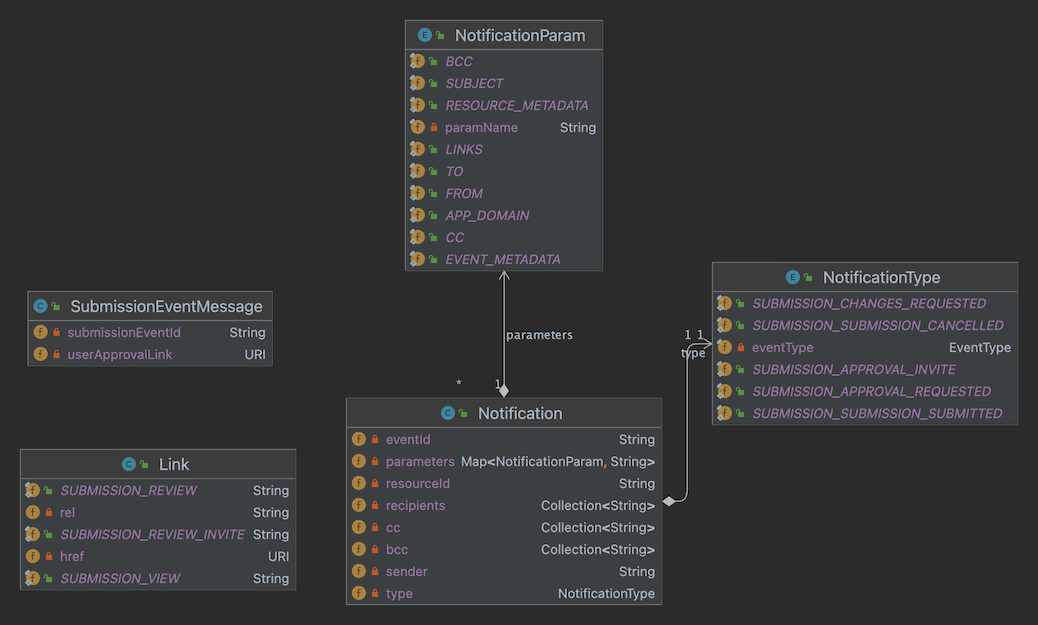 NotificationParam
BCC
SUBJECT
RESOURCE_METADATA
paramName String
LINKS
TO
FROM
APP_DOMAIN
CC
EVENT_METADATA
NotificationType
SUBMISSION_CHANGES_REQUESTED
SUBMISSION_SUBMISSION_CANCELLED
eventType EventType
SUBMISSION_APPROVAL_INVITE
SUBMISSION_APPROVAL_REQUESTED
SUBMISSION_SUBMISSION_SUBMITTED
SubmissionEventMessage
submissionEventId String
userApprovalLink URI
parameters
1 1
type
* 1
Notification
eventId String
parameters Map<NotificationParam, String>
resourceId String
recipients Collection<String>
cc Collection<String>
bcc Collection<String>
sender String
type NotificationType
Link
SUBMISSION_REVIEW String
rel String
SUBMISSION_REVIEW_INVITE String
href URI
SUBMISSION_VIEW String